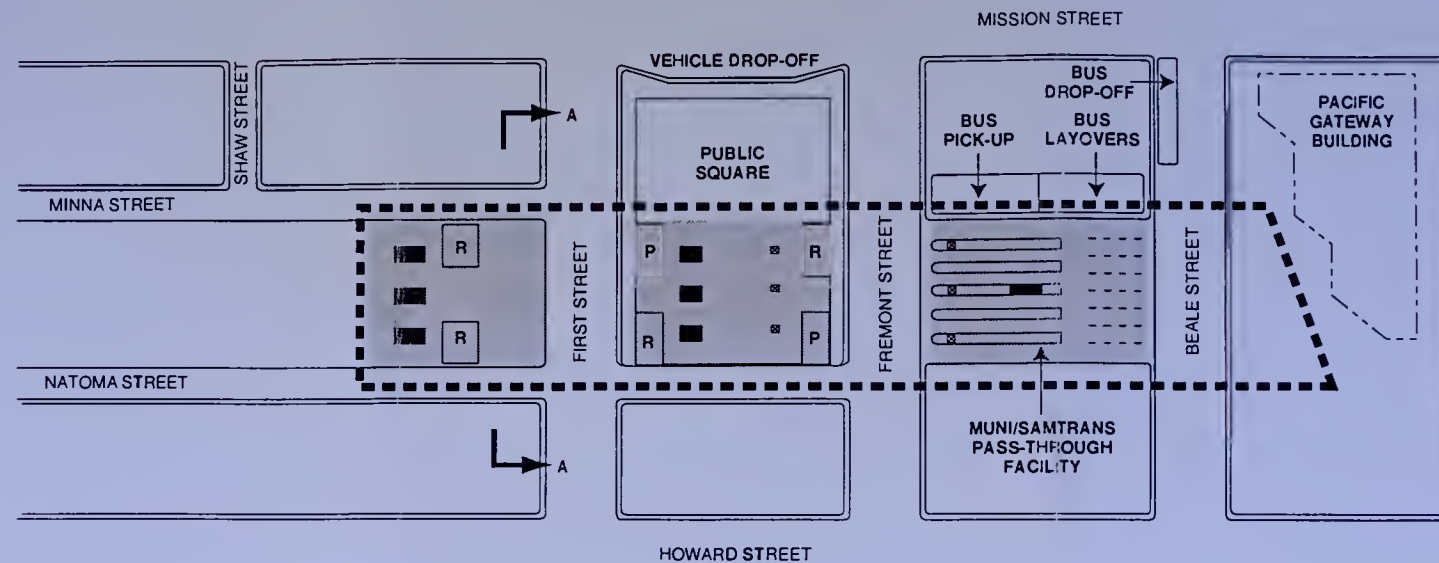 MISSION STREET
VEHICLE DROP-OFF
SHAW STREET
A
PUBLIC
SQUARE
BUS
DROP-OFF
BUS
PICK-UP
BUS
LAYOVERS
PACIFIC
GATEWAY
BUILDING
MINNA STREET
R
P
R
FIRST STREET
FREMONT STREET
BEALE STREET
R
R
P
NATOMA STREET
A
MUNI/SAMTRANS
PASS-THROUGH
FACILITY
HOWARD STREET